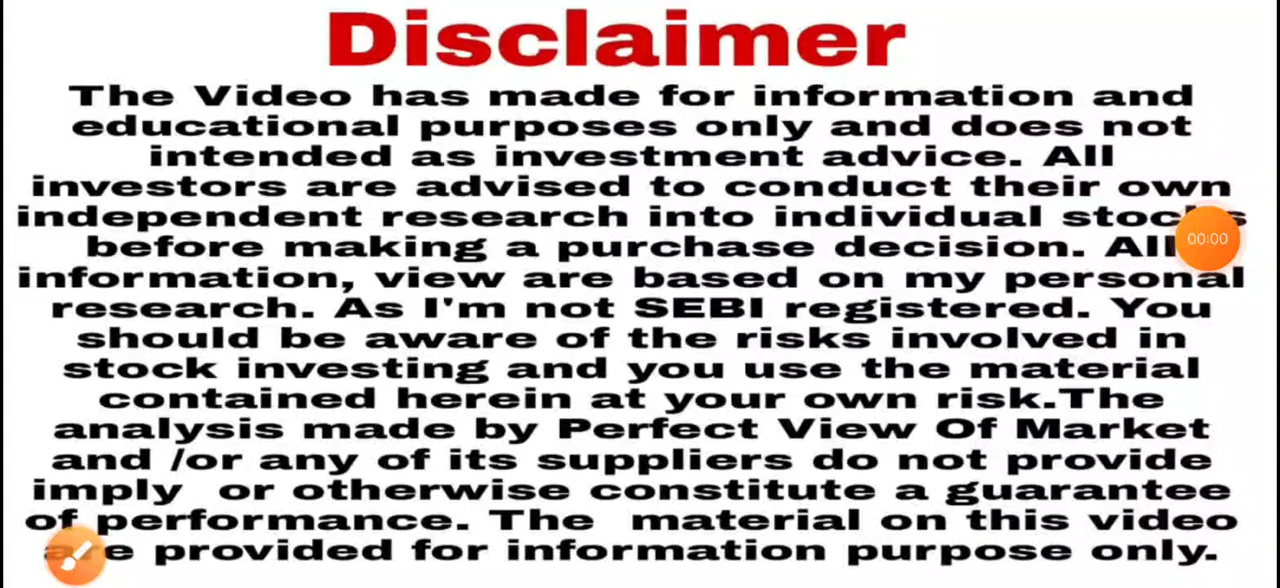 Disclaimer
The Video has made for information and
educational purposes only and does not
intended as investment advice. All
investors are advised to conduct their own
independent research into individual stocks
before making a purchase decision. All
information, view are based on my personal
research. As I'm not SEBI registered. You
should be aware of the risks involved in
stock investing and you use the material
contained herein at your own risk.The
analysis made by Perfect View Of Market
and /or any of its suppliers do not provide
imply or otherwise constitute a guarantee
of performance. The material on this video
are provided for information purpose only.
00:00